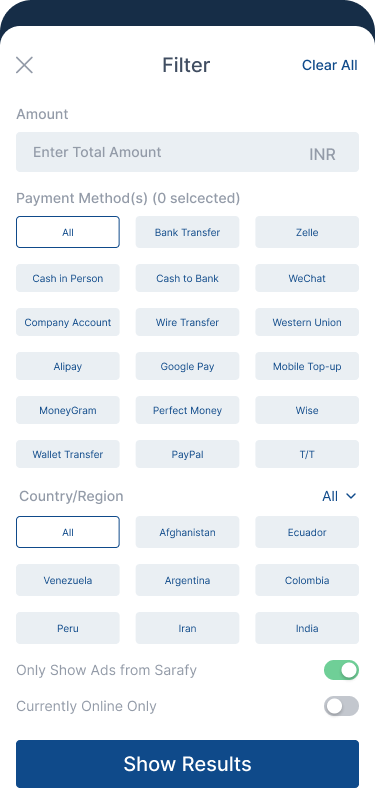 Filter Clear All
Amount
Enter Total Amount INR
Payment Method(s) (0 selcected)
All Bank Transfer Zelle
Cash in Person Cash to Bank WeChat
Company Account Wire Transfer Western Union
Alipay Google Pay Mobile Top-up
MoneyGram Perfect Money Wise
Wallet Transfer PayPal T/T
Country/Region All
All Afghanistan Ecuador
Venezuela Argentina Colombia
Peru Iran India
Only Show Ads from Sarafy
Currently Online Only
Show Results